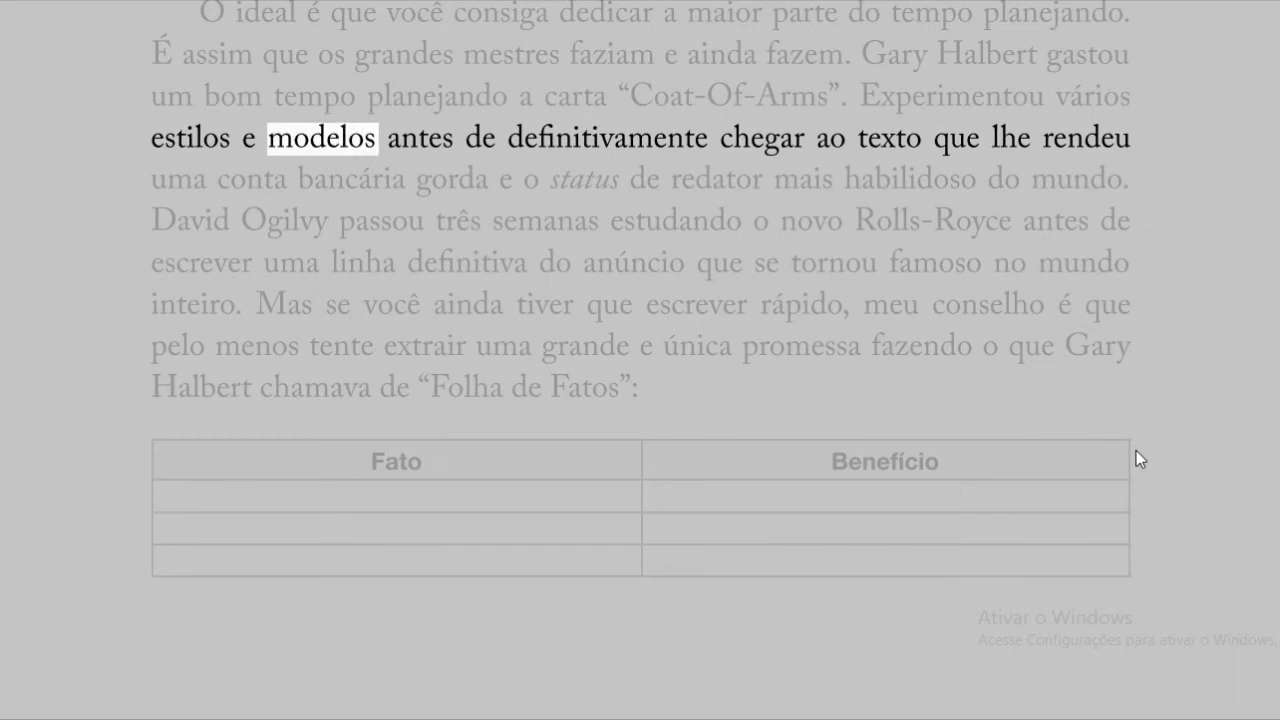 O ideal é que você consiga dedicar a maior parte do tempo planejando.
É assim que os grandes mestres faziam e ainda fazem. Gary Halbert gastou
um bom tempo planejando a carta “Coat-Of-Arms”. Experimentou vários
estilos e modelos antes de definitivamente chegar ao texto que lhe rendeu
uma conta bancária gorda e o status de redator mais habilidoso do mundo.
David Ogilvy passou três semanas estudando o novo Rolls-Royce antes de
escrever uma linha definitiva do anúncio que se tornou famoso no mundo
inteiro. Mas se você ainda tiver que escrever rápido, meu conselho é que
pelo menos tente extrair uma grande e única promessa fazendo o que Gary
Halbert chamava de “Folha de Fatos”:
Fato Benefício
Ativar o Windows
Acesse Configurações para ativar o Windows.